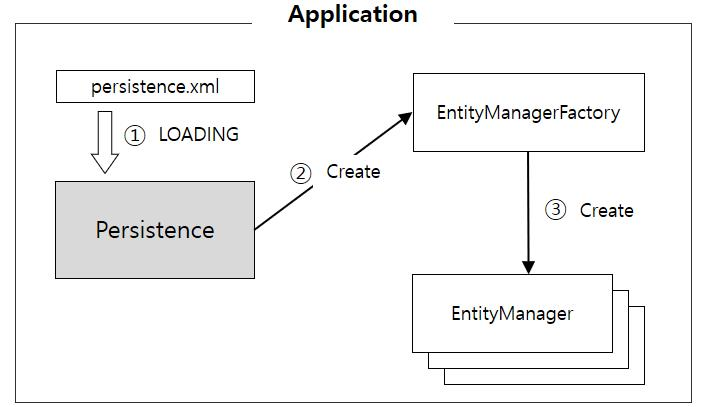 Application
persistence.xml
① LOADING
Persistence
② Create
EntityManagerFactory
③ Create
EntityManager